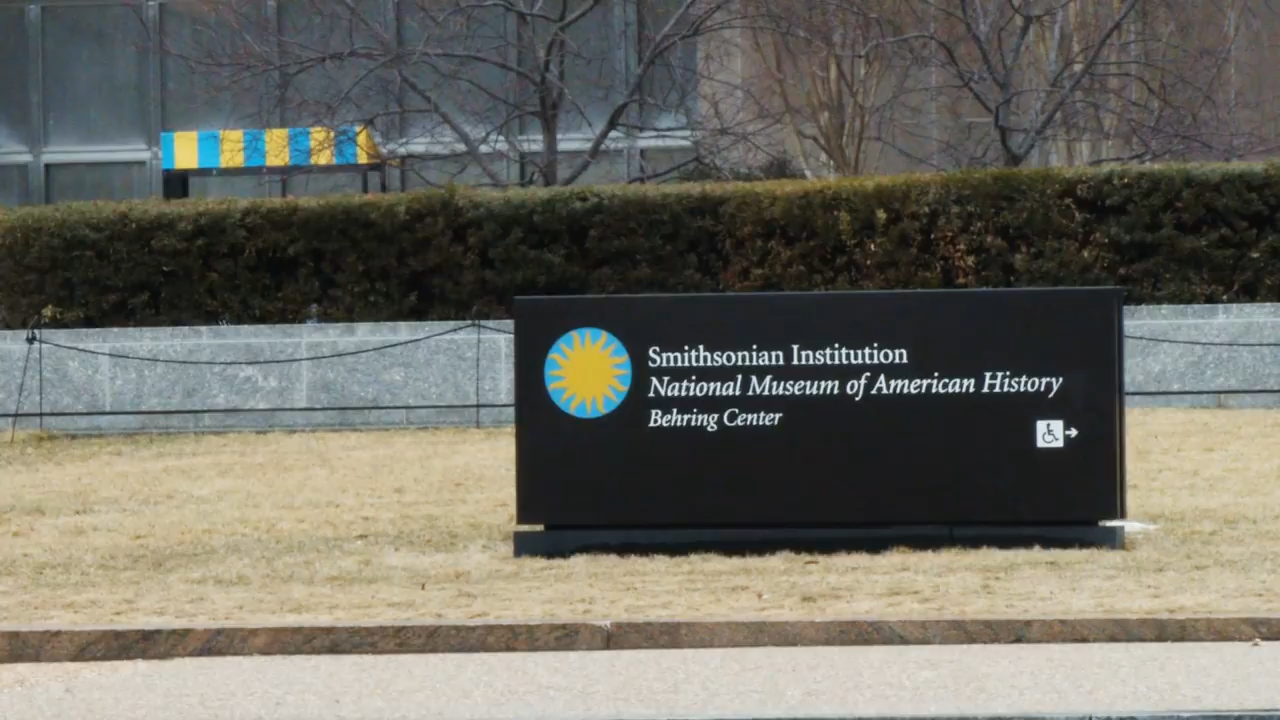 Smithsonian Institution
National Museum of American History
Behring Center